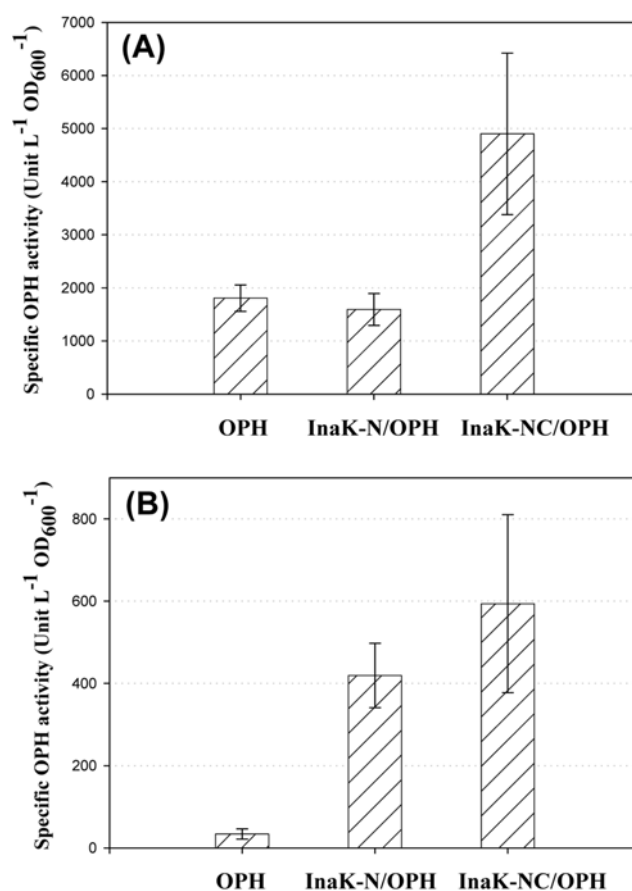 (A)
Specific OPH activity (Unit L⁻¹ OD₆₀₀⁻¹)
7000
6000
5000
4000
3000
2000
1000
0
OPH InaK-N/OPH InaK-NC/OPH
(B)
Specific OPH activity (Unit L⁻¹ OD₆₀₀⁻¹)
800
600
400
200
0
OPH InaK-N/OPH InaK-NC/OPH